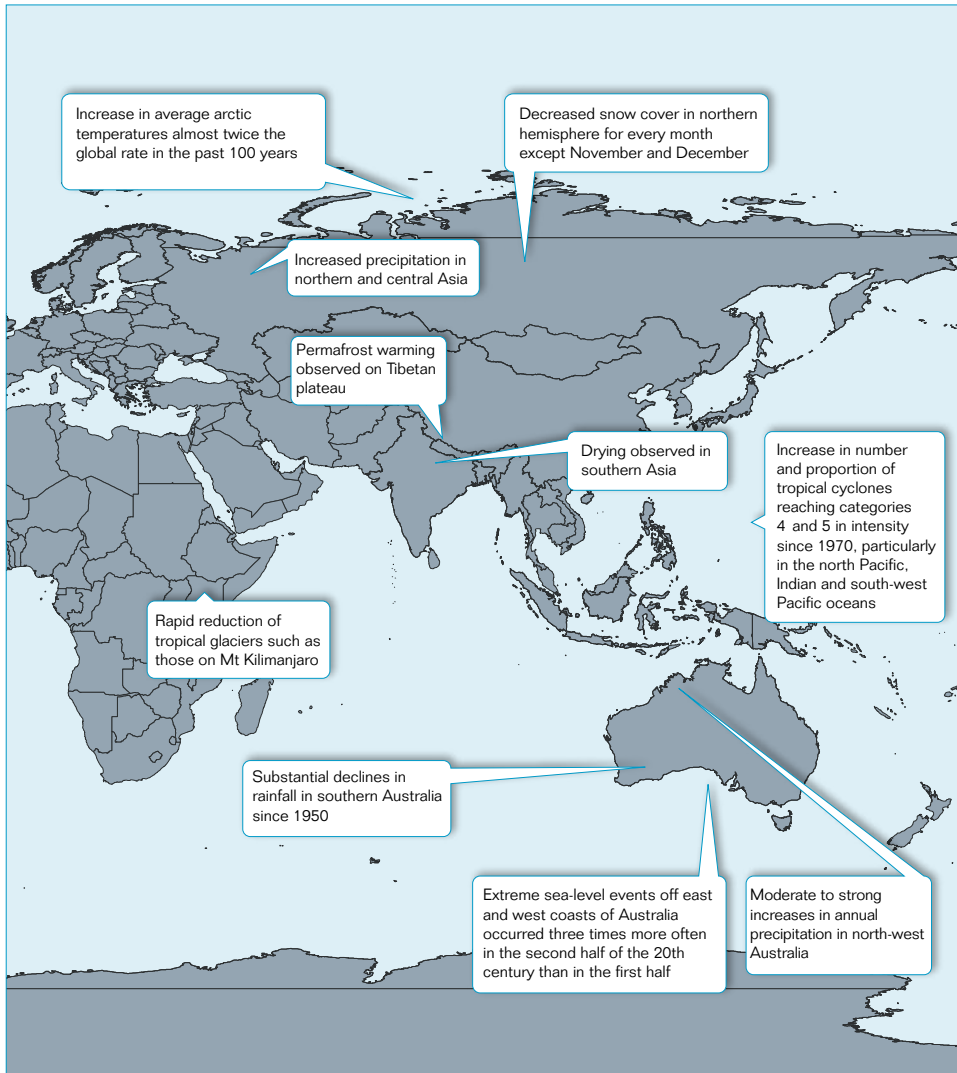 Increase in average arctic
temperatures almost twice the
global rate in the past 100 years
Decreased snow cover in northern
hemisphere for every month
except November and December
Increased precipitation in
northern and central Asia
Permafrost warming
observed on Tibetan
plateau
Drying observed in
southern Asia
Increase in number
and proportion of
tropical cyclones
reaching categories
4 and 5 in intensity
since 1970, particularly
in the north Pacific,
Indian and south-west
Pacific oceans
Rapid reduction of
tropical glaciers such as
those on Mt Kilimanjaro
Substantial declines in
rainfall in southern Australia
since 1950
Extreme sea-level events off east
and west coasts of Australia
occurred three times more often
in the second half of the 20th
century than in the first half
Moderate to strong
increases in annual
precipitation in north-west
Australia